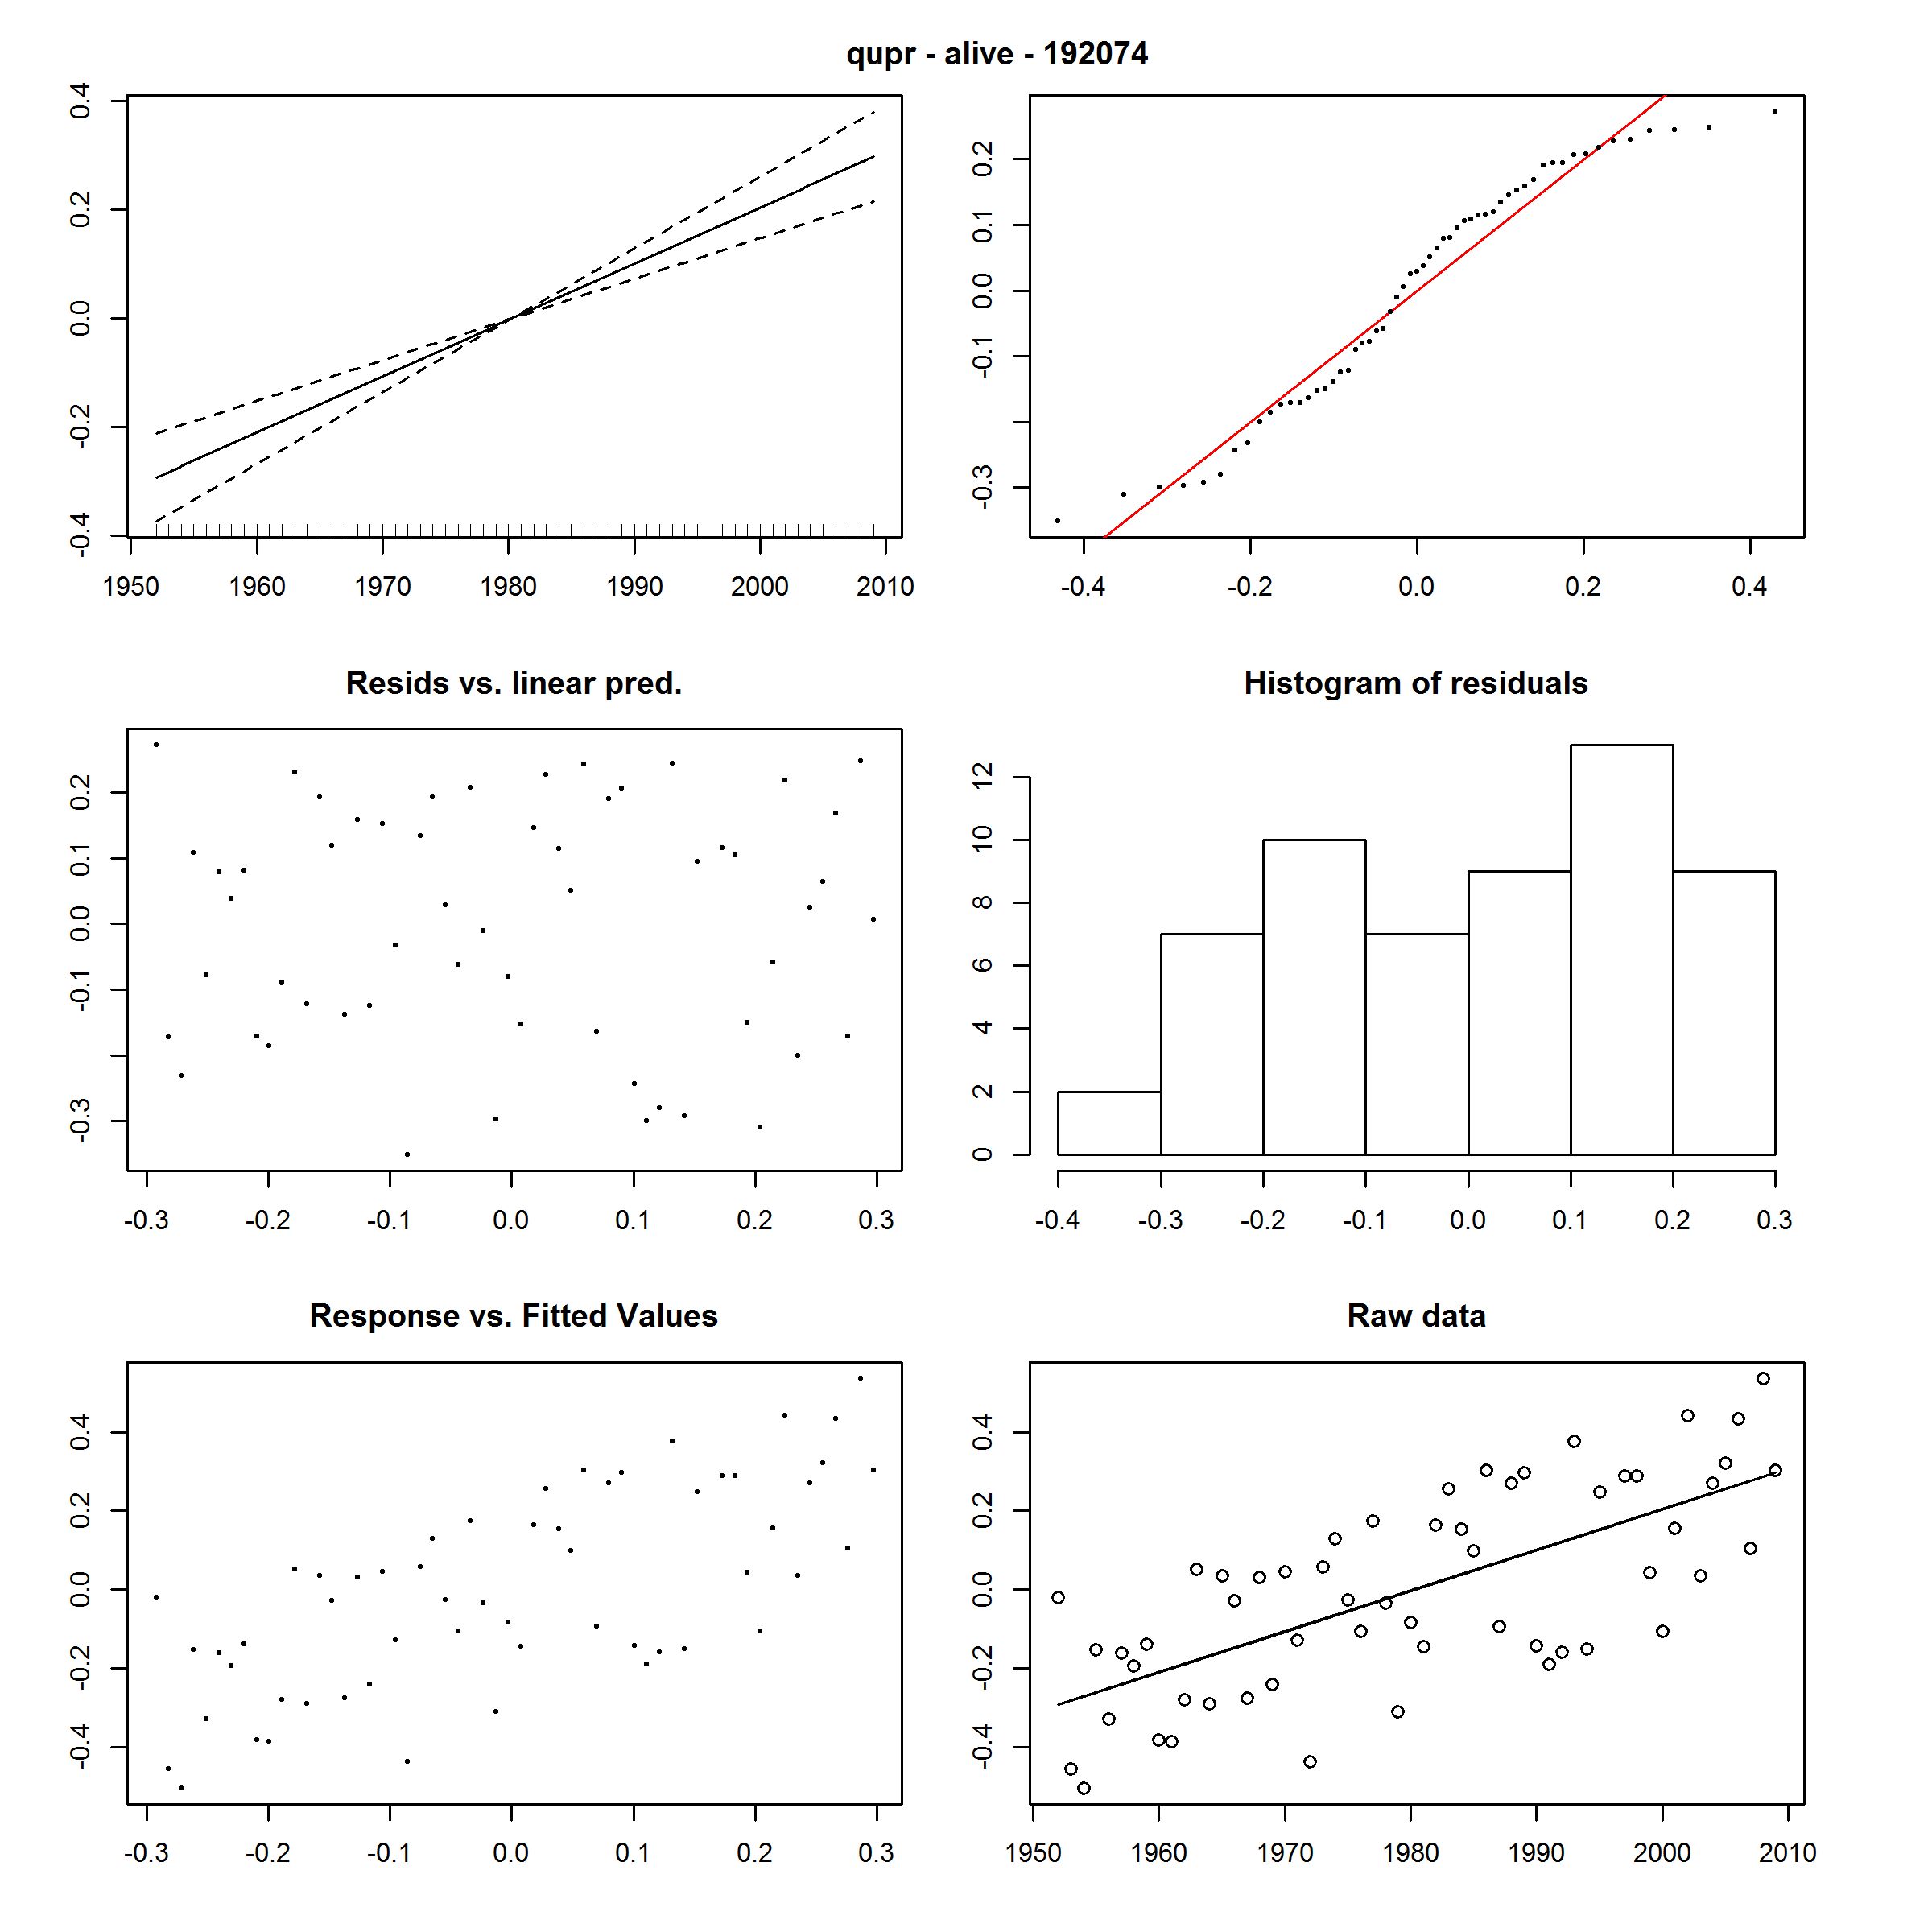 qupr - alive - 192074
0.4
0.2
0.0
-0.2
-0.4
1950 1960 1970 1980 1990 2000 2010
0.2
0.1
0.0
-0.1
-0.3
-0.4 -0.2 0.0 0.2 0.4
Resids vs. linear pred.
0.2
0.1
0.0
-0.1
-0.3
-0.3 -0.2 -0.1 0.0 0.1 0.2 0.3
Histogram of residuals
12
10
8
6
4
2
0
-0.4 -0.3 -0.2 -0.1 0.0 0.1 0.2 0.3
Response vs. Fitted Values
0.4
0.2
0.0
-0.2
-0.4
-0.3 -0.2 -0.1 0.0 0.1 0.2 0.3
Raw data
0.4
0.2
0.0
-0.2
-0.4
1950 1960 1970 1980 1990 2000 2010